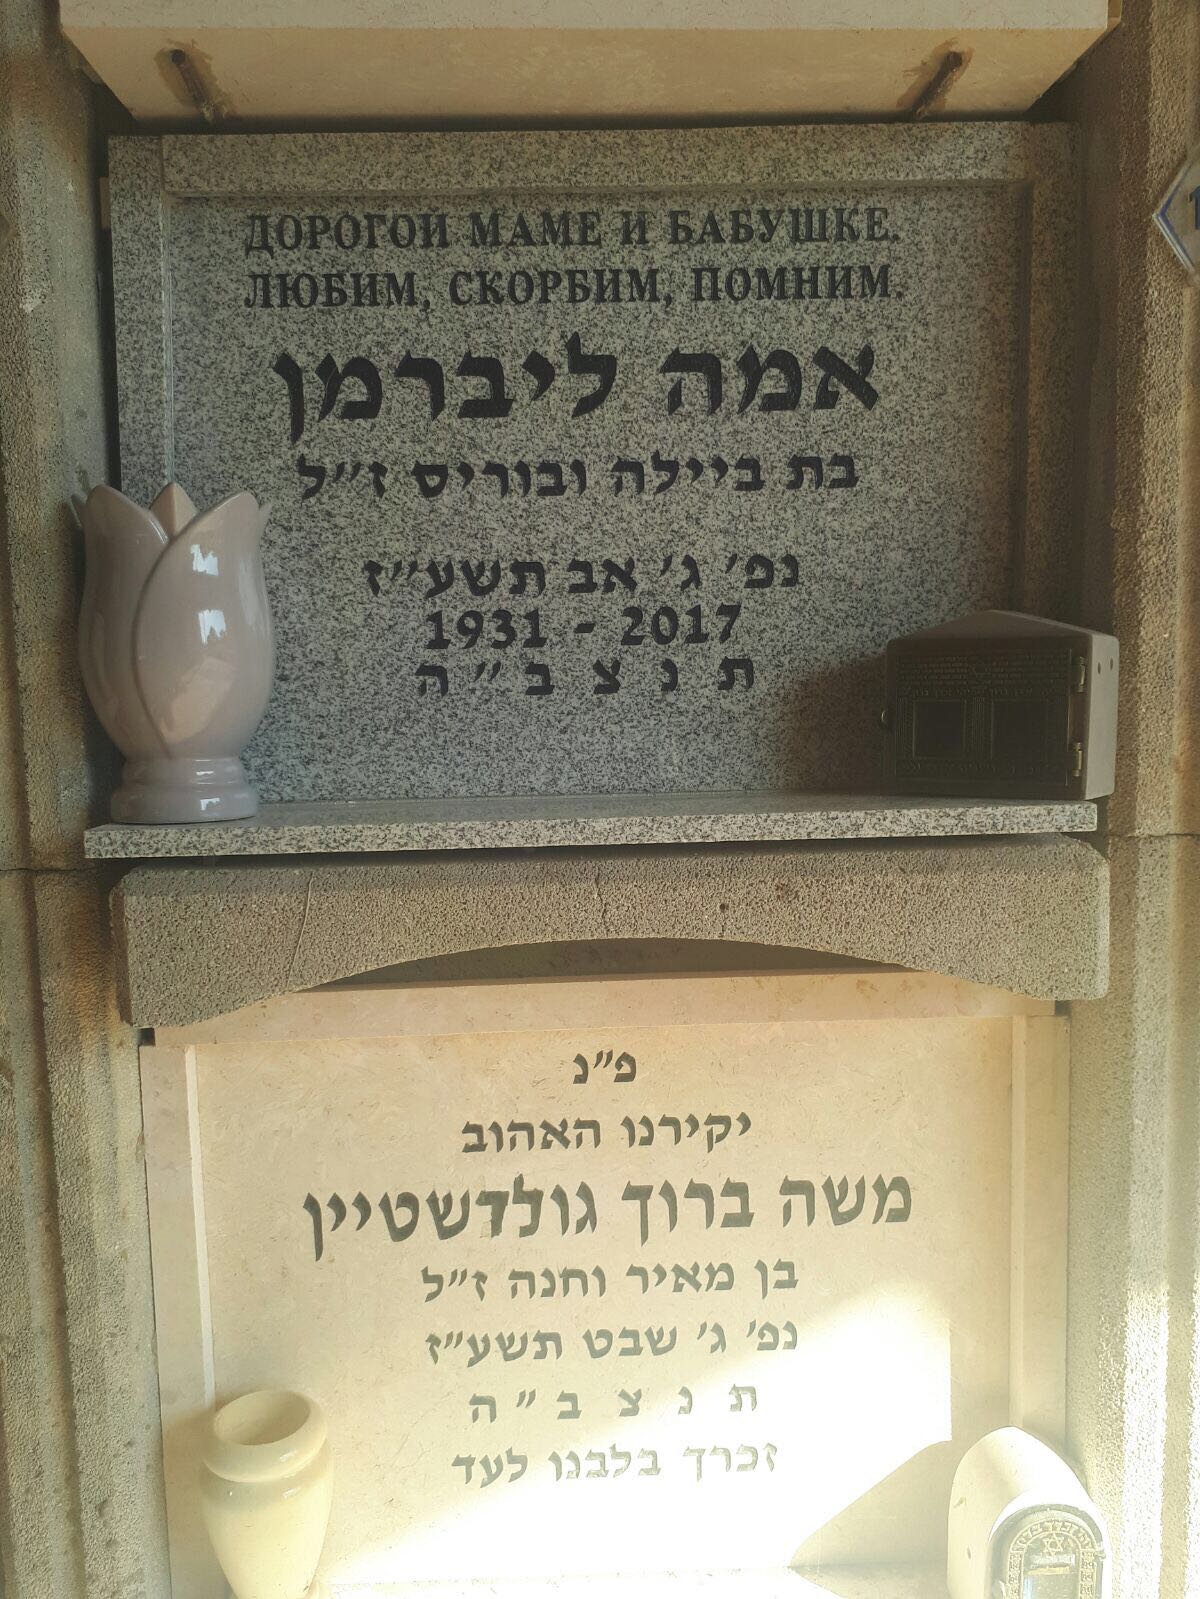 ДОРОГОЙ МАМЕ И БАБУШКЕ.
ЛЮБИМ, СКОРБИМ, ПОМНИМ.
אמה ליברמן
בת ביילה ובוריס ז״ל
נפ׳ ג׳ אב תשע״ז
1931 - 2017
ת נ צ ב ״ ה
פ״נ
יקירנו האהוב
משה ברוך גולדשטיין
בן מאיר וחנה ז״ל
נפ׳ ג׳ שבט תשע״ז
ת נ צ ב ״ ה
זכרך בלבנו לעד